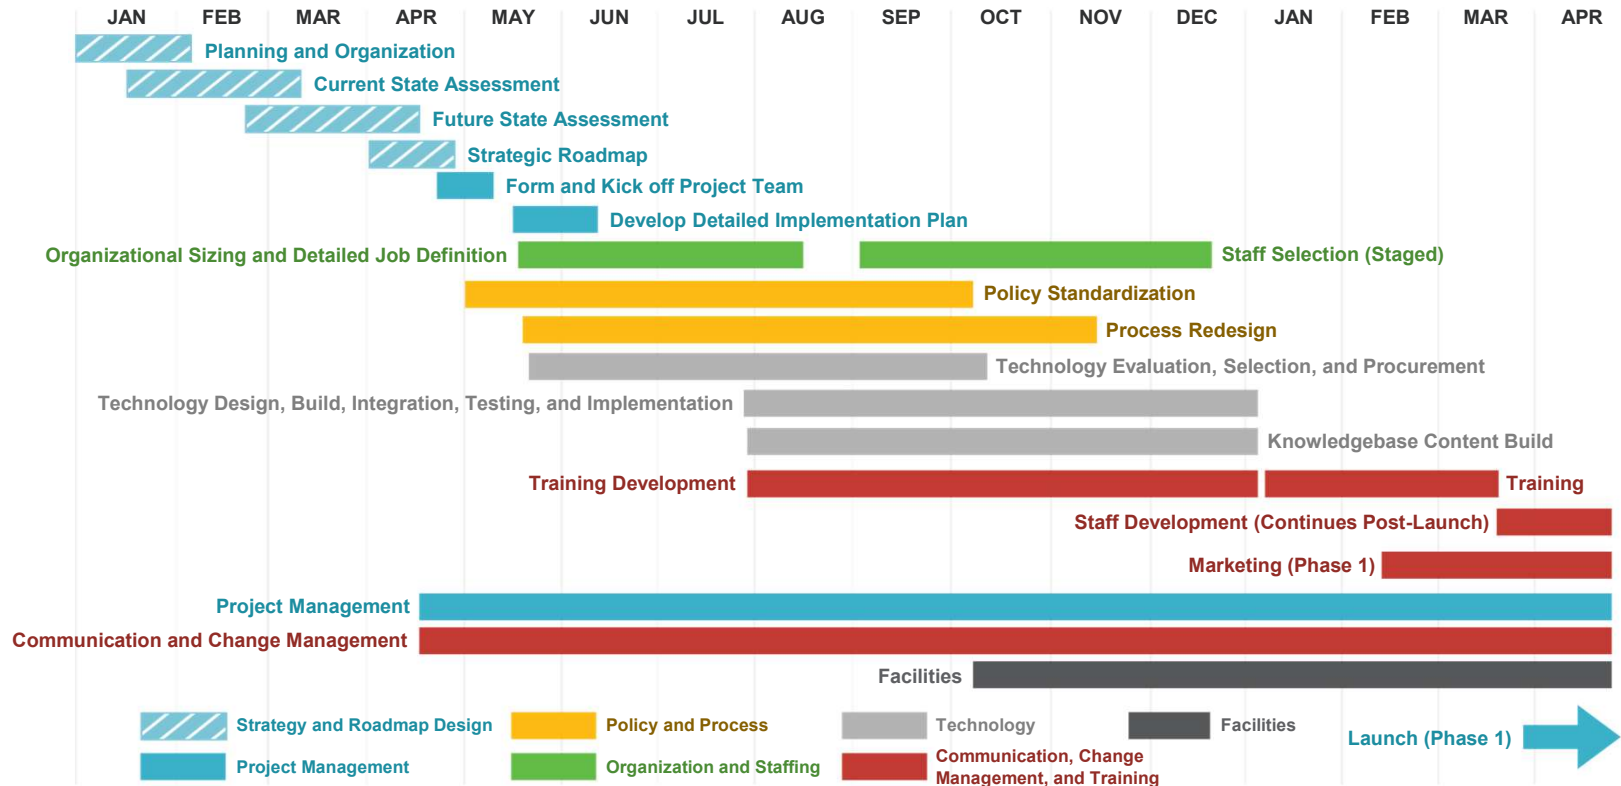 JAN FEB MAR APR MAY JUN JUL AUG SEP OCT NOV DEC JAN FEB MAR APR
Planning and Organization
Current State Assessment
Future State Assessment
Strategic Roadmap
Form and Kick off Project Team
Develop Detailed Implementation Plan
Organizational Sizing and Detailed Job Definition Staff Selection (Staged)
Policy Standardization
Process Redesign
Technology Evaluation, Selection, and Procurement
Technology Design, Build, Integration, Testing, and Implementation
Knowledgebase Content Build
Training Development Training
Staff Development (Continues Post-Launch)
Marketing (Phase 1)
Project Management
Communication and Change Management
Facilities
Strategy and Roadmap Design Policy and Process Technology Facilities
Launch (Phase 1)
Project Management Organization and Staffing Communication, Change
Management, and Training